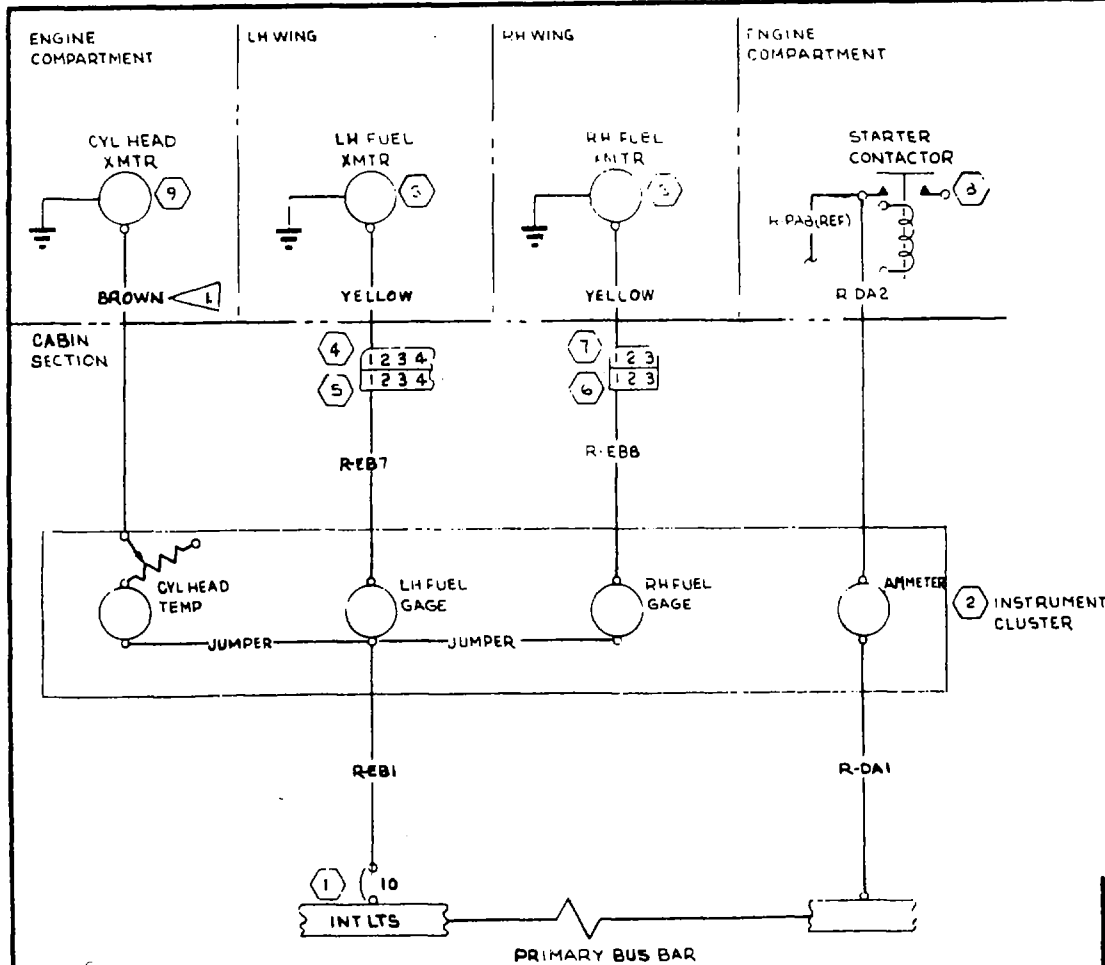 ENGINE
COMPARTMENT
LH WING
RH WING
ENGINE
COMPARTMENT
CYL HEAD
XMTR
9
LH FUEL
XMTR
RH FUEL
XMTR
STARTER
CONTACTOR
3
(REF)
BROWN
1
YELLOW
YELLOW
R-DA2
CABIN
SECTION
4
1 2 3 4
5
1 2 3 4
7
1 2 3
6
1 2 3
R-EB7
R-EB8
CYL HEAD
TEMP
LH FUEL
GAGE
RH FUEL
GAGE
AMMETER
2
INSTRUMENT
CLUSTER
JUMPER
JUMPER
R-EB1
R-DA1
1
10
INT LTS
PRIMARY BUS BAR